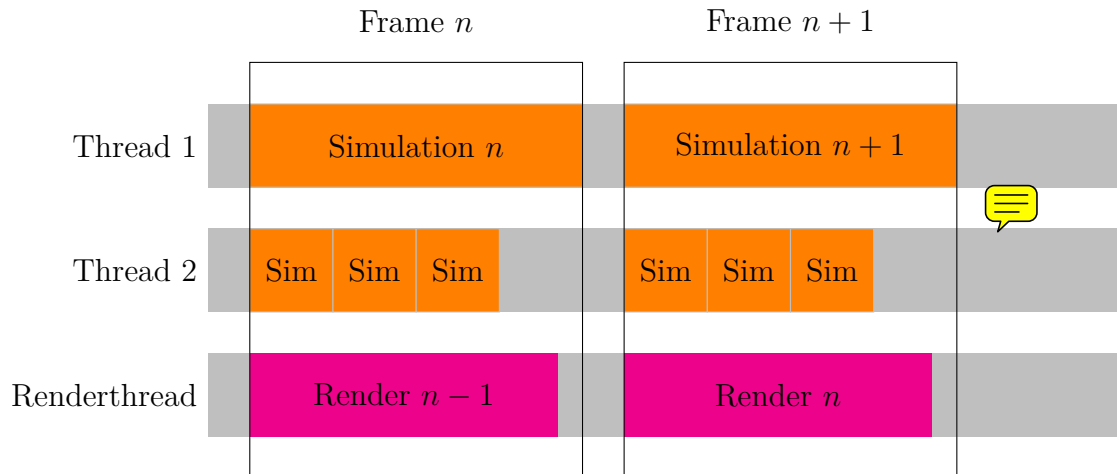 Frame n
Frame n + 1
Thread 1
Simulation n
Simulation n + 1
Thread 2
Sim
Sim
Sim
Sim
Sim
Sim
Renderthread
Render n − 1
Render n